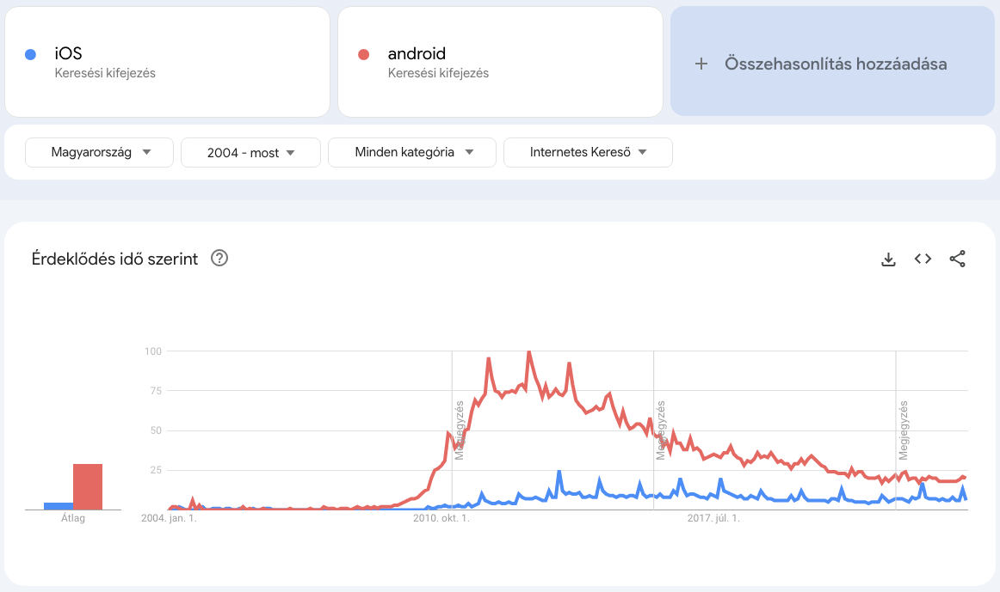 iOS
Keresési kifejezés
android
Keresési kifejezés
+ Összehasonlítás hozzáadása
Magyarország
2004 - most
Minden kategória
Internetes Kereső
Érdeklődés idő szerint
100
75
50
25
Megjegyzés
Megjegyzés
Megjegyzés
Átlag
2004. jan. 1.
2010. okt. 1.
2017. júl. 1.